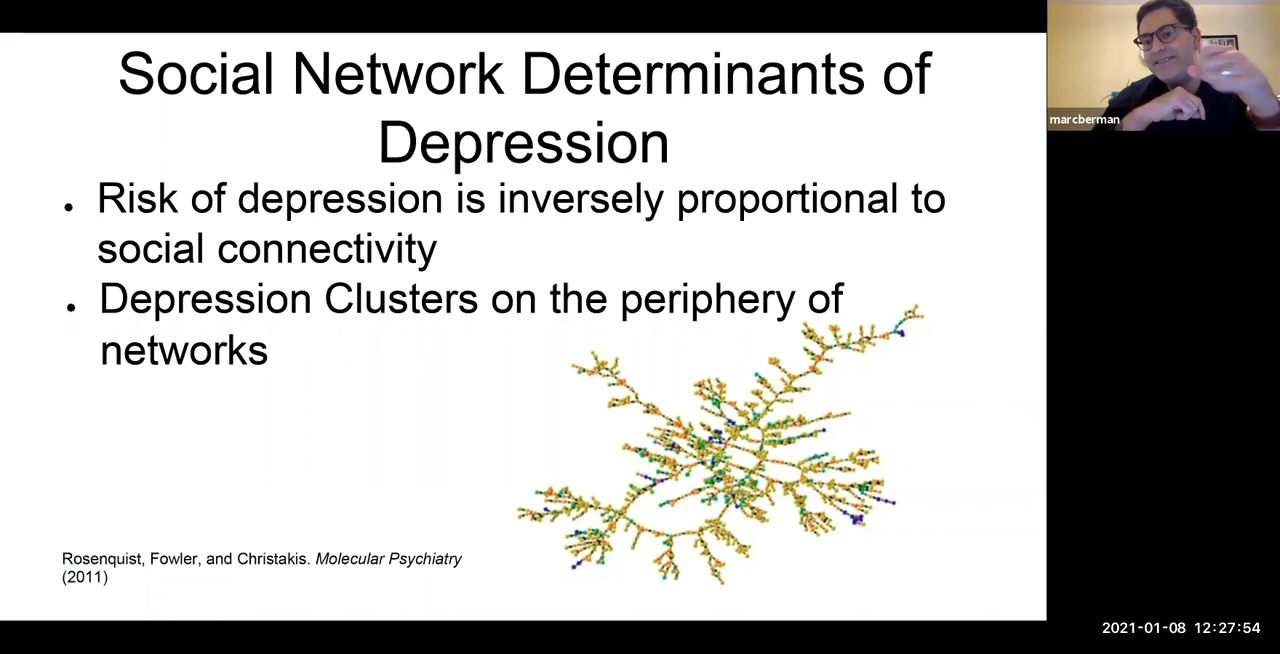 Social Network Determinants of
Depression
• Risk of depression is inversely proportional to
social connectivity
• Depression Clusters on the periphery of
networks
Rosenquist, Fowler, and Christakis. Molecular Psychiatry
(2011)
marcberman
2021-01-08 12:27:54